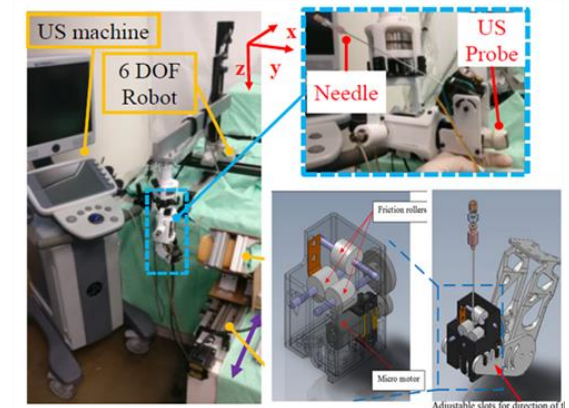 US machine
6 DOF
Robot
x
y
z
Needle
US
Probe
Friction rollers
Micro motor
Adjustable slots for direction of th